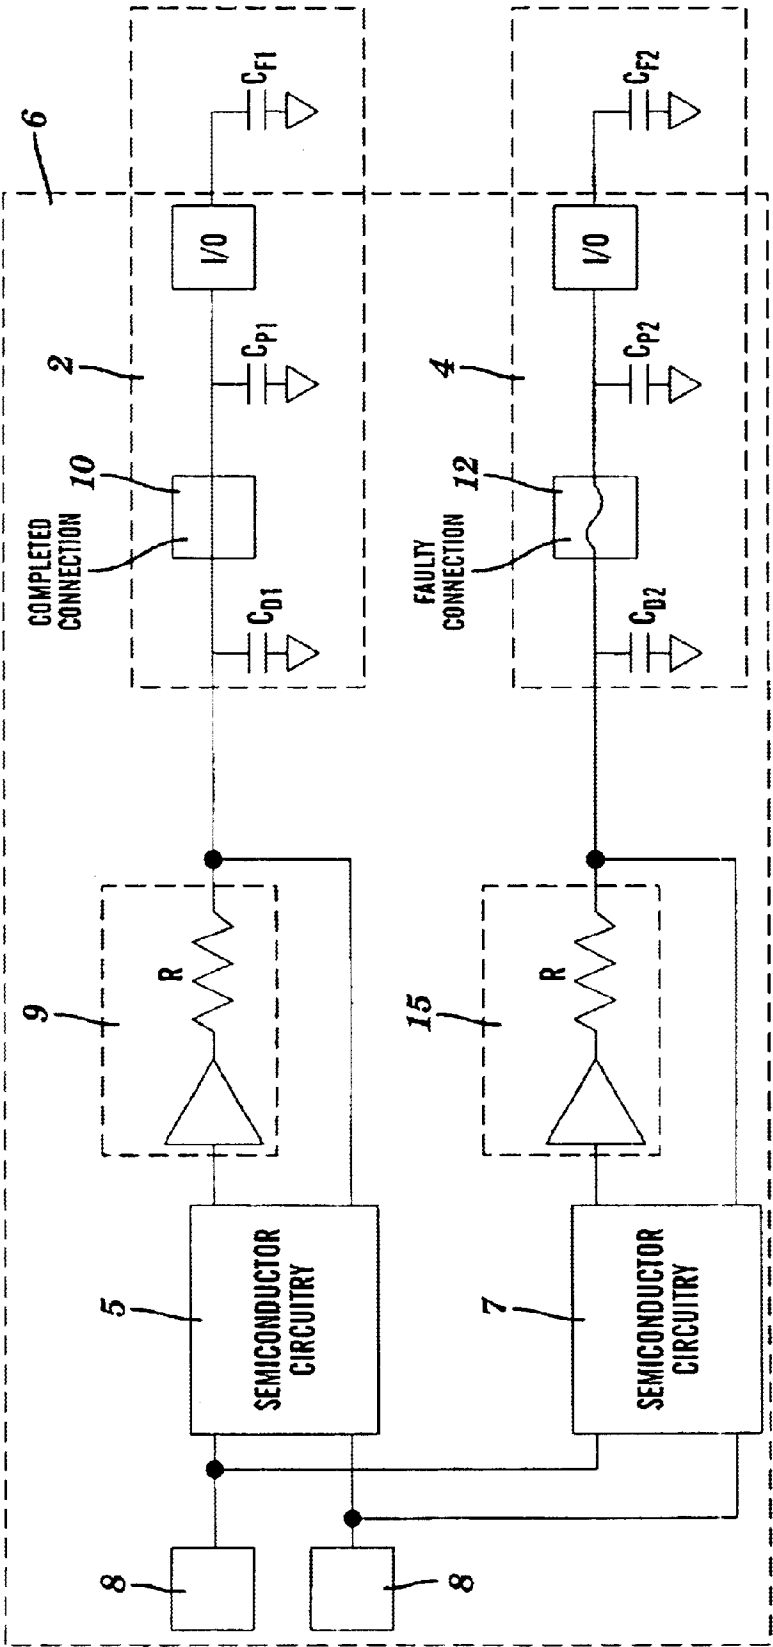 6
2
10
COMPLETED
CONNECTION
C_D1
C_P1
I/O
C_F1
9
R
5
SEMICONDUCTOR
CIRCUITRY
8
8
4
12
FAULTY
CONNECTION
C_D2
C_P2
I/O
C_F2
15
R
7
SEMICONDUCTOR
CIRCUITRY